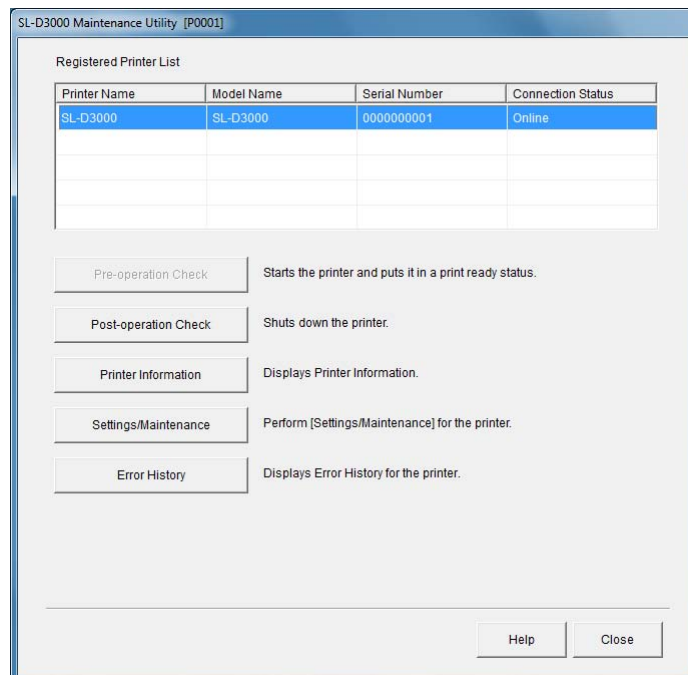 SL-D3000 Maintenance Utility [P0001]
Registered Printer List
Printer Name Model Name Serial Number Connection Status
SL-D3000 SL-D3000 0000000001 Online
Pre-operation Check Starts the printer and puts it in a print ready status.
Post-operation Check Shuts down the printer.
Printer Information Displays Printer Information.
Settings/Maintenance Perform [Settings/Maintenance] for the printer.
Error History Displays Error History for the printer.
Help Close